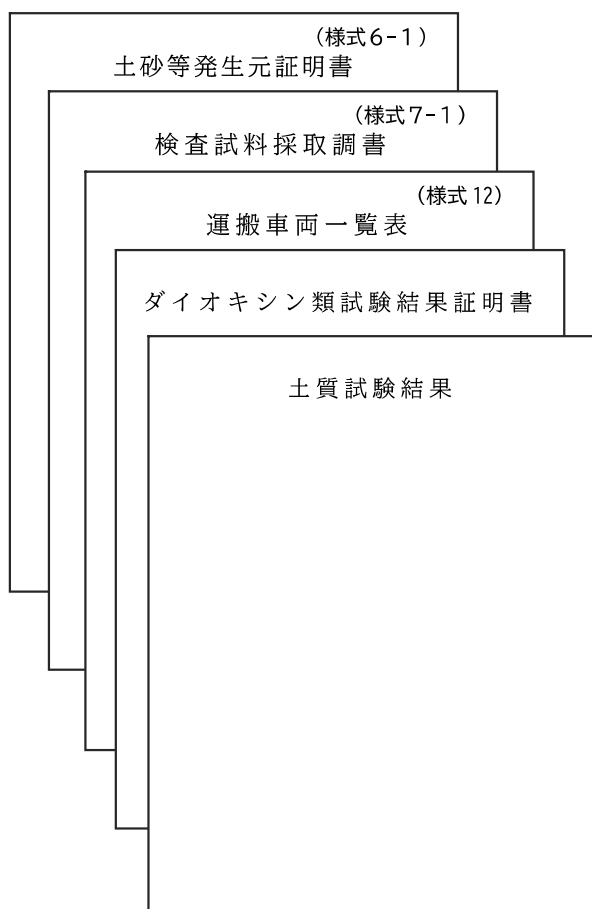 (様式6-1)
土砂等発生元証明書
(様式7-1)
検査試料採取調書
(様式12)
運搬車両一覧表
ダイオキシン類試験結果証明書
土質試験結果